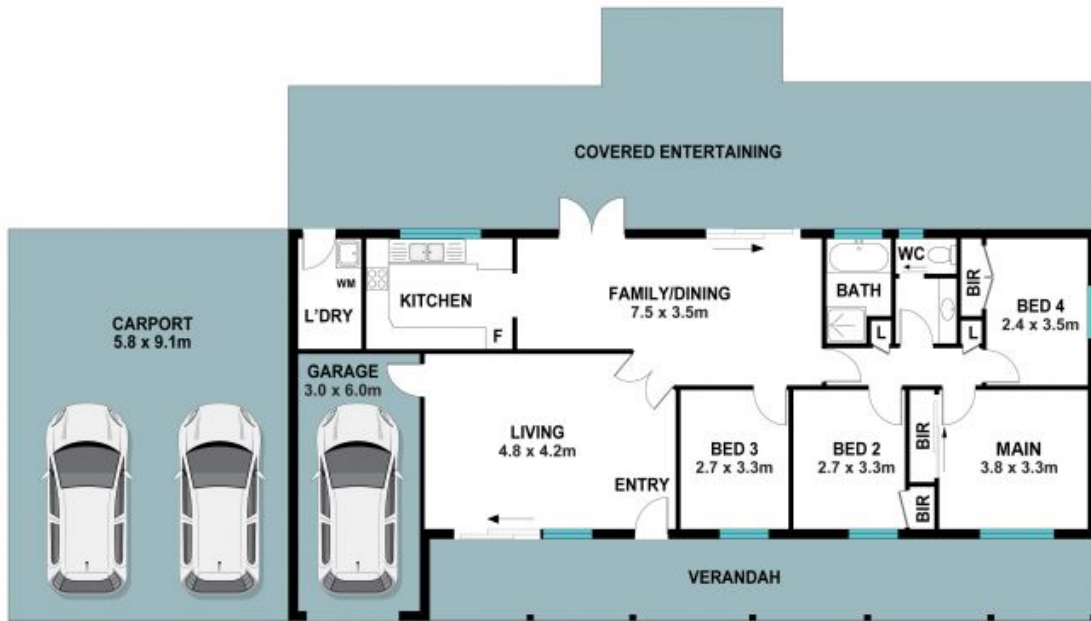 COVERED ENTERTAINING
WC
BIR
BATH
BED 4
2.4 x 3.5m
WM
L'DRY
KITCHEN
F
FAMILY/DINING
7.5 x 3.5m
L
L
CARPORT
5.8 x 9.1m
GARAGE
3.0 x 6.0m
LIVING
4.8 x 4.2m
ENTRY
BED 3
2.7 x 3.3m
BED 2
2.7 x 3.3m
BIR
BIR
MAIN
3.8 x 3.3m
VERANDAH